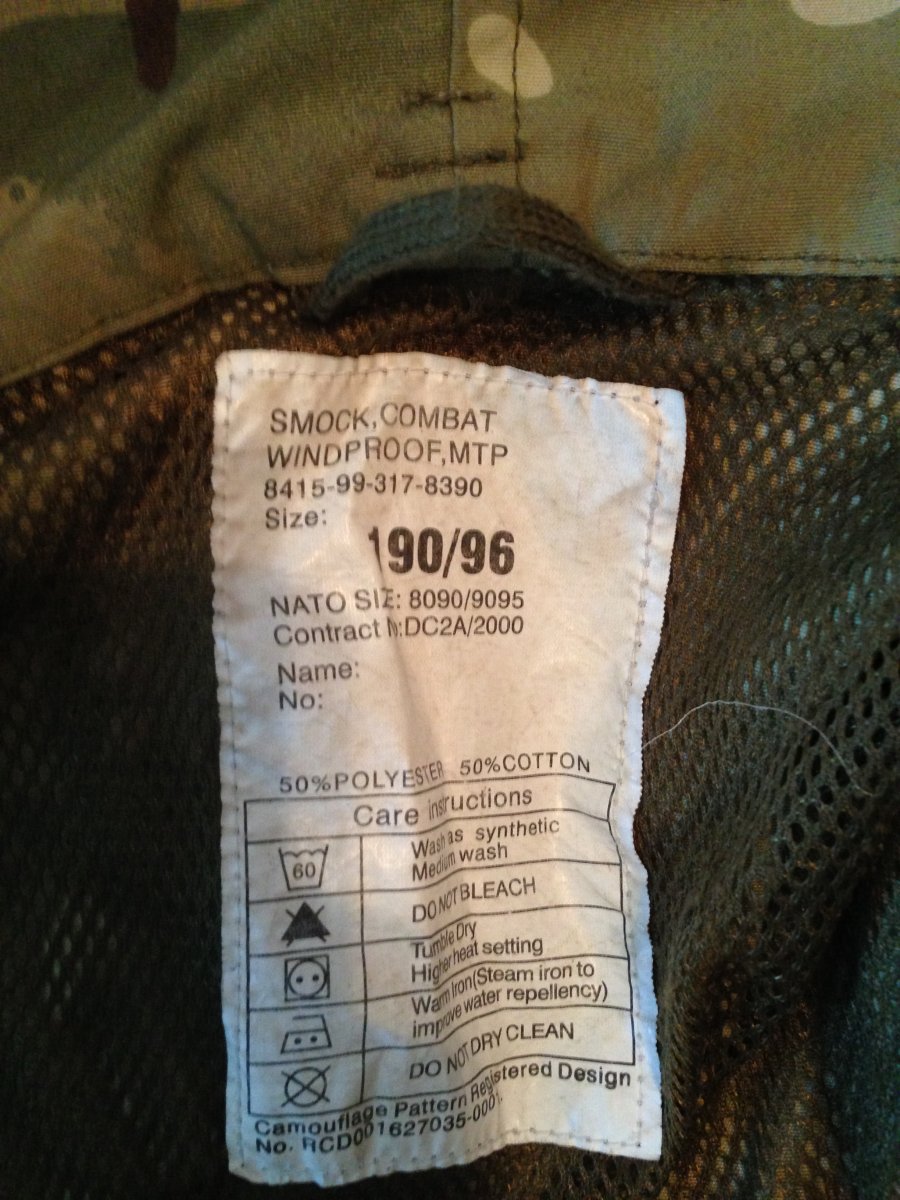 SMOCK,COMBAT
WINDPROOF,MTP
8415-99-317-8390
Size:
190/96
NATO SIZE: 8090/9095
Contract N:DC2A/2000
Name:
No:
50%POLYESTER 50%COTTON
Care instructions
60
Wash as synthetic
Medium wash
DO NOT BLEACH
Tumble Dry
Higher heat setting
Warm Iron(Steam iron to
improve water repellency)
DO NOT DRY CLEAN
Camouflage Pattern Registered Design
No. RCD001627035-0001.